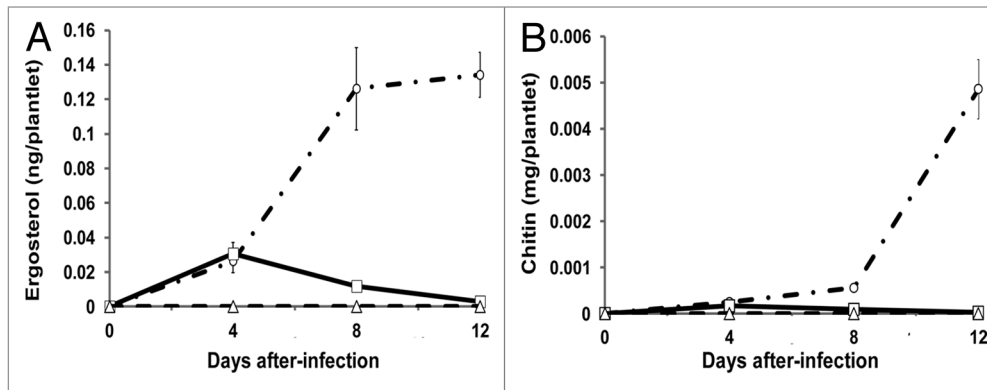 A
Ergosterol (ng/plantlet)
0.16
0.14
0.12
0.1
0.08
0.06
0.04
0.02
0
0 4 8 12
Days after-infection
B
Chitin (mg/plantlet)
0.006
0.005
0.004
0.003
0.002
0.001
0
0 4 8 12
Days after-infection